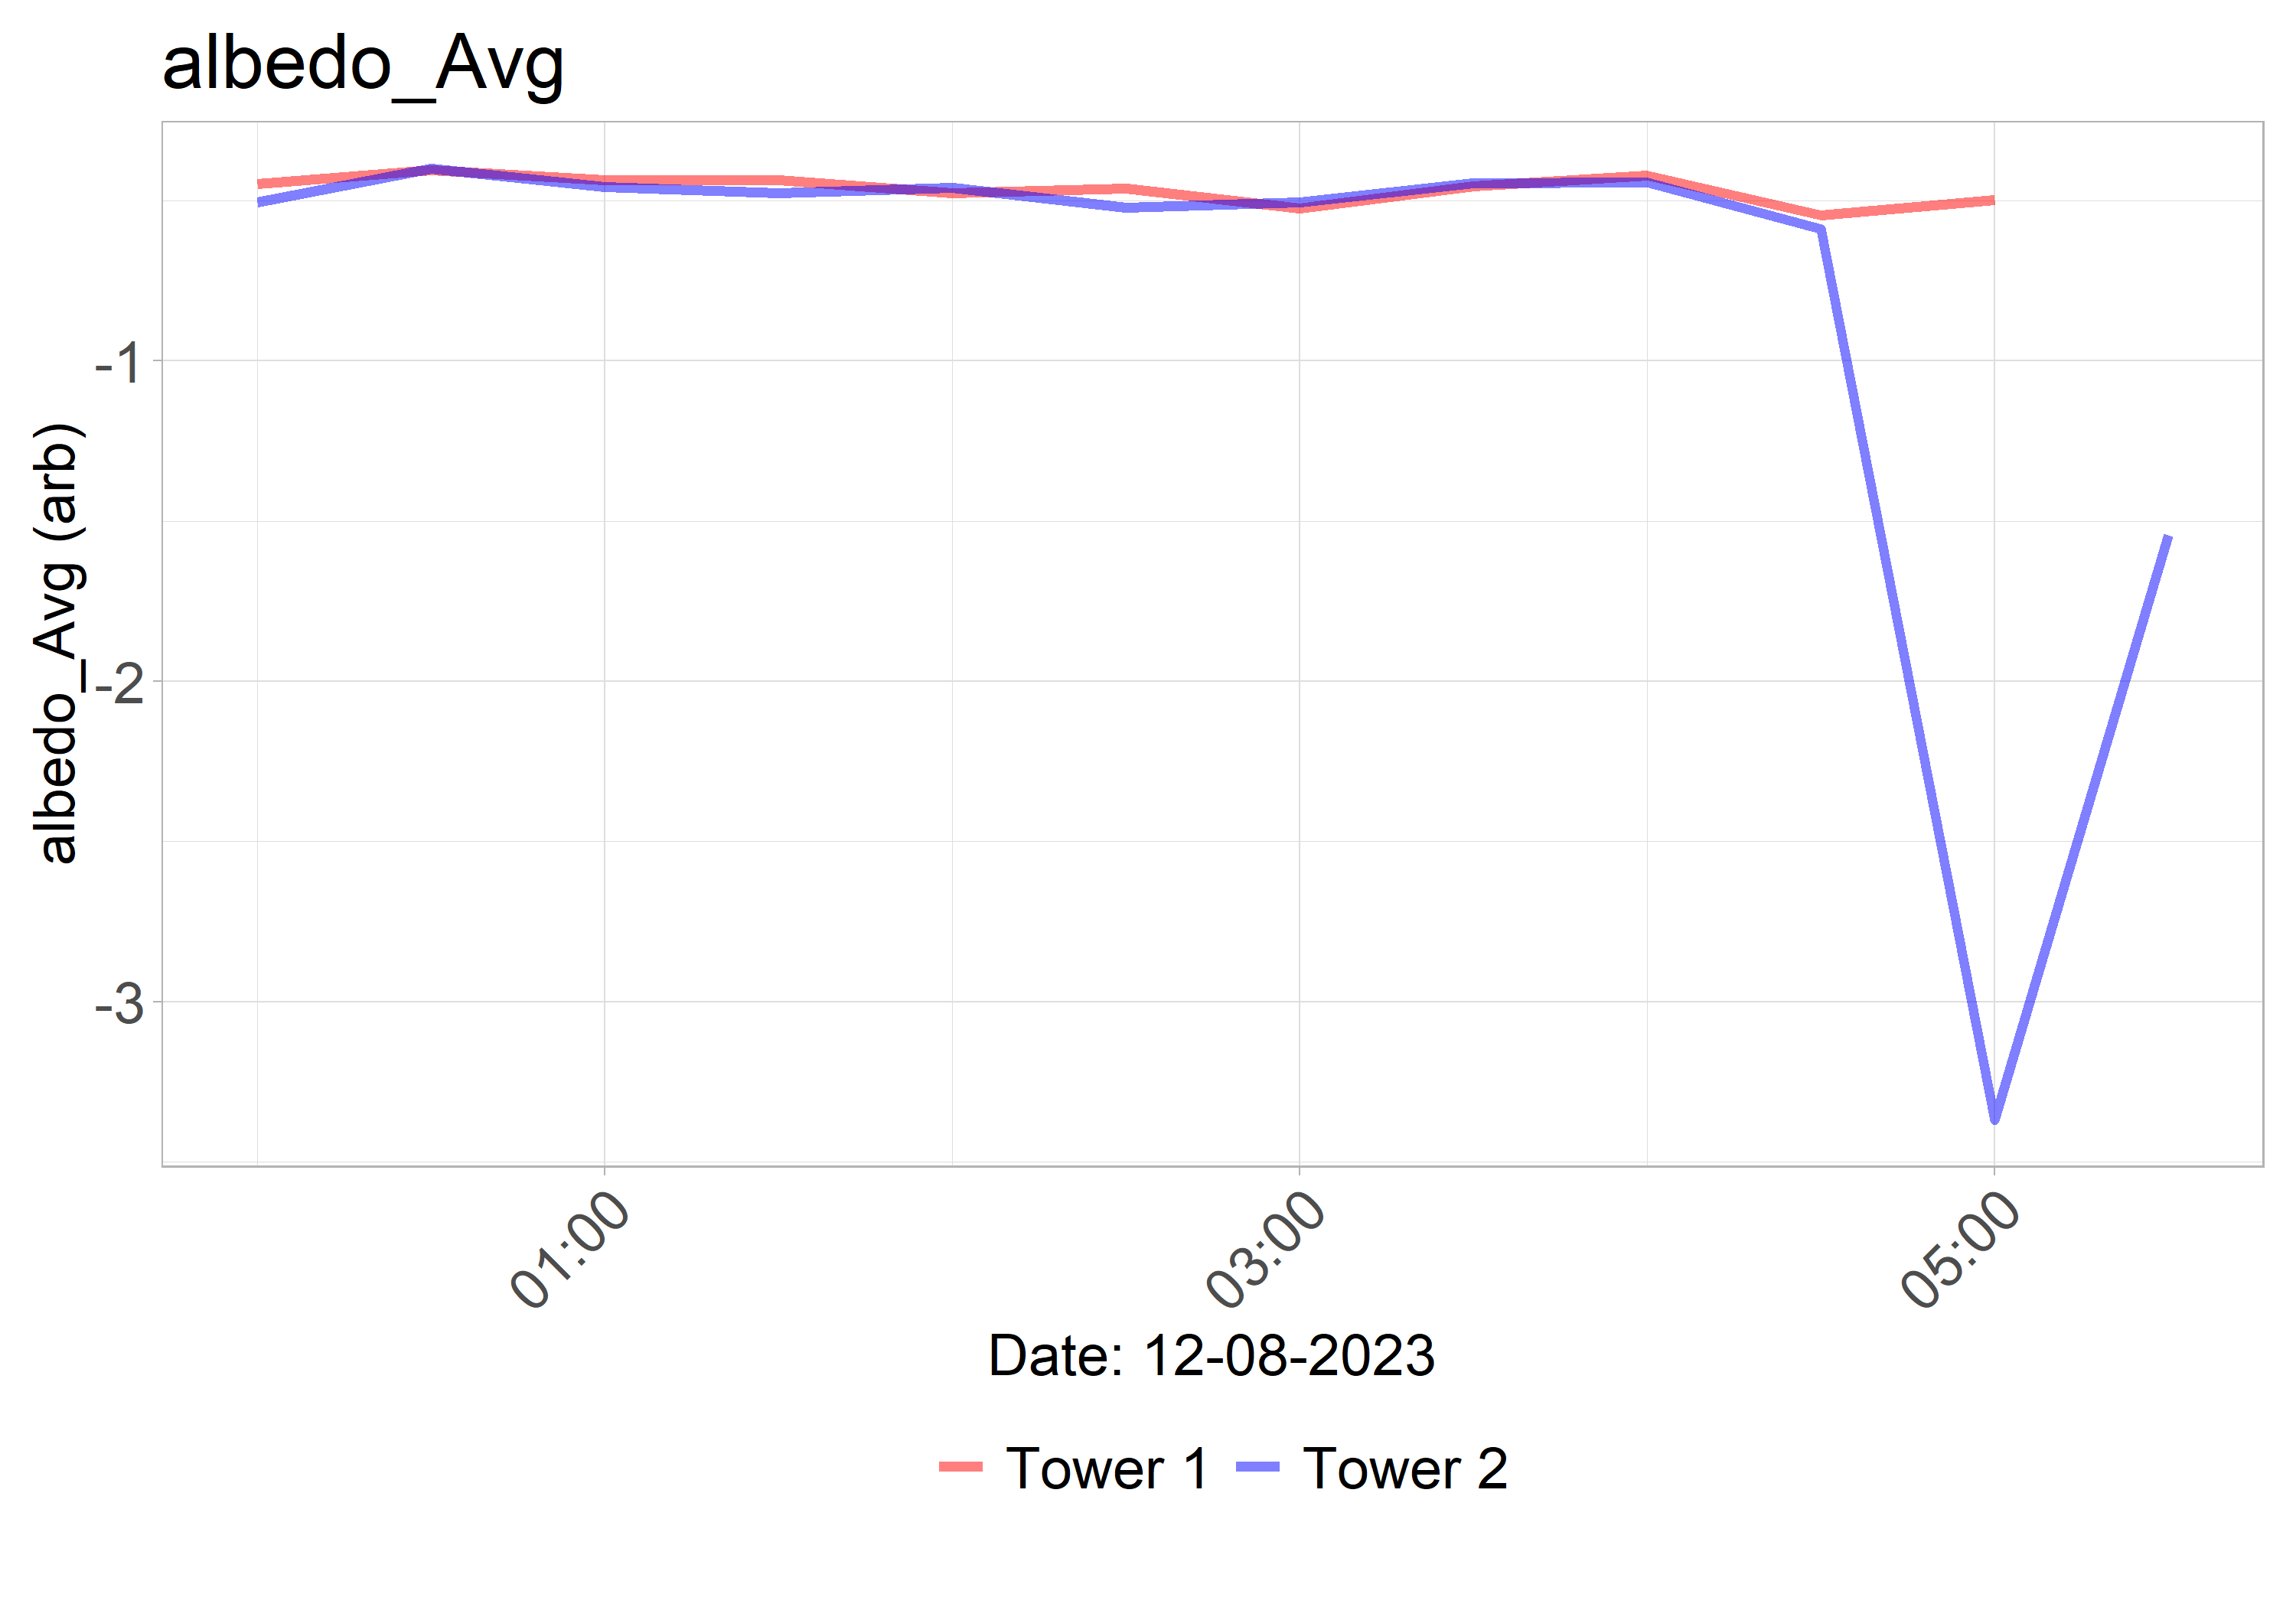 albedo_Avg
albedo_Avg (arb)
-1
-2
-3
01:00
03:00
05:00
Date: 12-08-2023
Tower 1
Tower 2